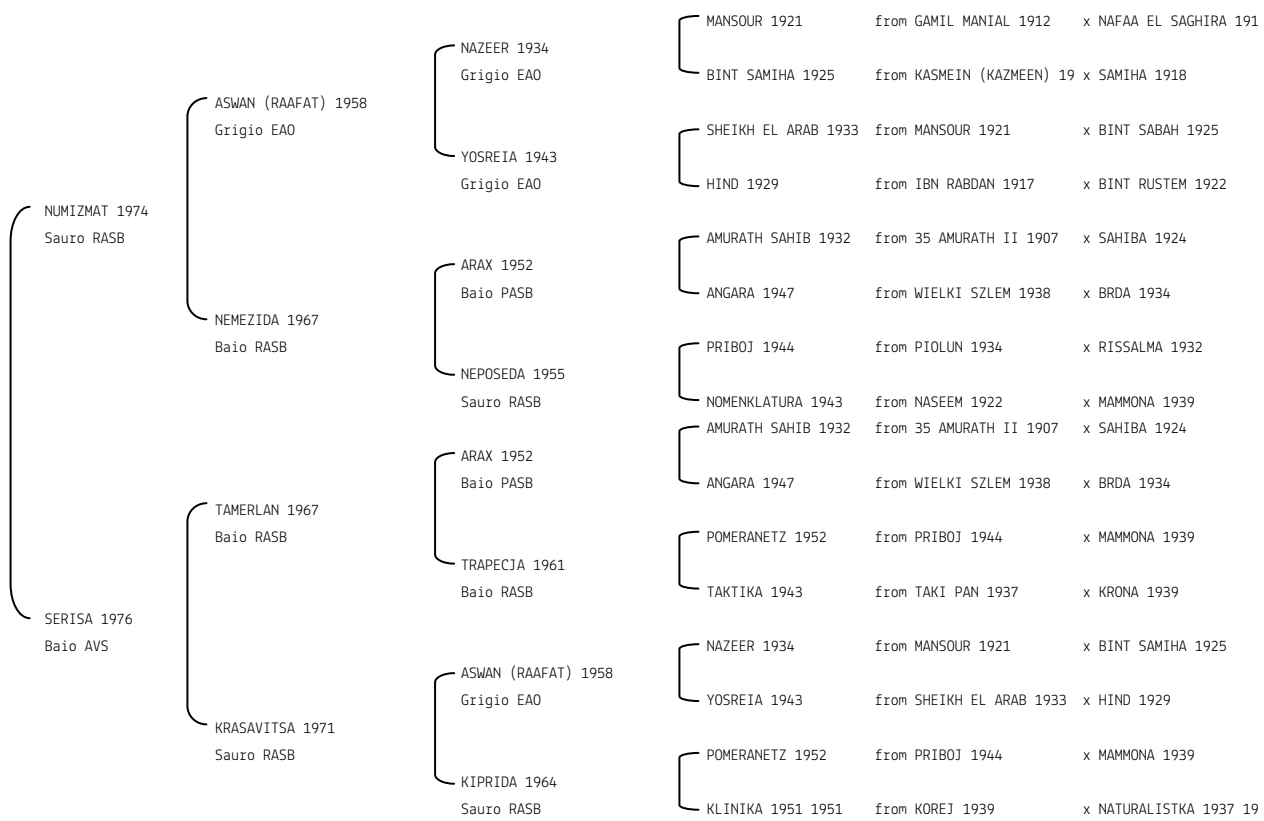 MANSOUR 1921 from GAMIL MANIAL 1912 x NAFAA EL SAGHIRA 191
NAZEER 1934
Grigio EAO
BINT SAMIHA 1925 from KASMEIN (KAZMEEN) 19 x SAMIHA 1918
ASWAN (RAAFAT) 1958
Grigio EAO
SHEIKH EL ARAB 1933 from MANSOUR 1921 x BINT SABAH 1925
YOSREIA 1943
Grigio EAO
HIND 1929 from IBN RABDAN 1917 x BINT RUSTEM 1922
NUMIZMAT 1974
Sauro RASB
AMURATH SAHIB 1932 from 35 AMURATH II 1907 x SAHIBA 1924
ARAX 1952
Baio PASB
ANGARA 1947 from WIELKI SZLEM 1938 x BRDA 1934
NEMEZIDA 1967
Baio RASB
PRIBOJ 1944 from PIOLUN 1934 x RISSALMA 1932
NEPOSEDA 1955
Sauro RASB
NOMENKLATURA 1943 from NASEEM 1922 x MAMMONA 1939
AMURATH SAHIB 1932 from 35 AMURATH II 1907 x SAHIBA 1924
ARAX 1952
Baio PASB
ANGARA 1947 from WIELKI SZLEM 1938 x BRDA 1934
TAMERLAN 1967
Baio RASB
POMERANETZ 1952 from PRIBOJ 1944 x MAMMONA 1939
TRAPECJA 1961
Baio RASB
TAKTIKA 1943 from TAKI PAN 1937 x KRONA 1939
SERISA 1976
Baio AVS
NAZEER 1934 from MANSOUR 1921 x BINT SAMIHA 1925
ASWAN (RAAFAT) 1958
Grigio EAO
YOSREIA 1943 from SHEIKH EL ARAB 1933 x HIND 1929
KRASAVITSA 1971
Sauro RASB
POMERANETZ 1952 from PRIBOJ 1944 x MAMMONA 1939
KIPRIDA 1964
Sauro RASB
KLINIKA 1951 1951 from KOREJ 1939 x NATURALISTKA 1937 19